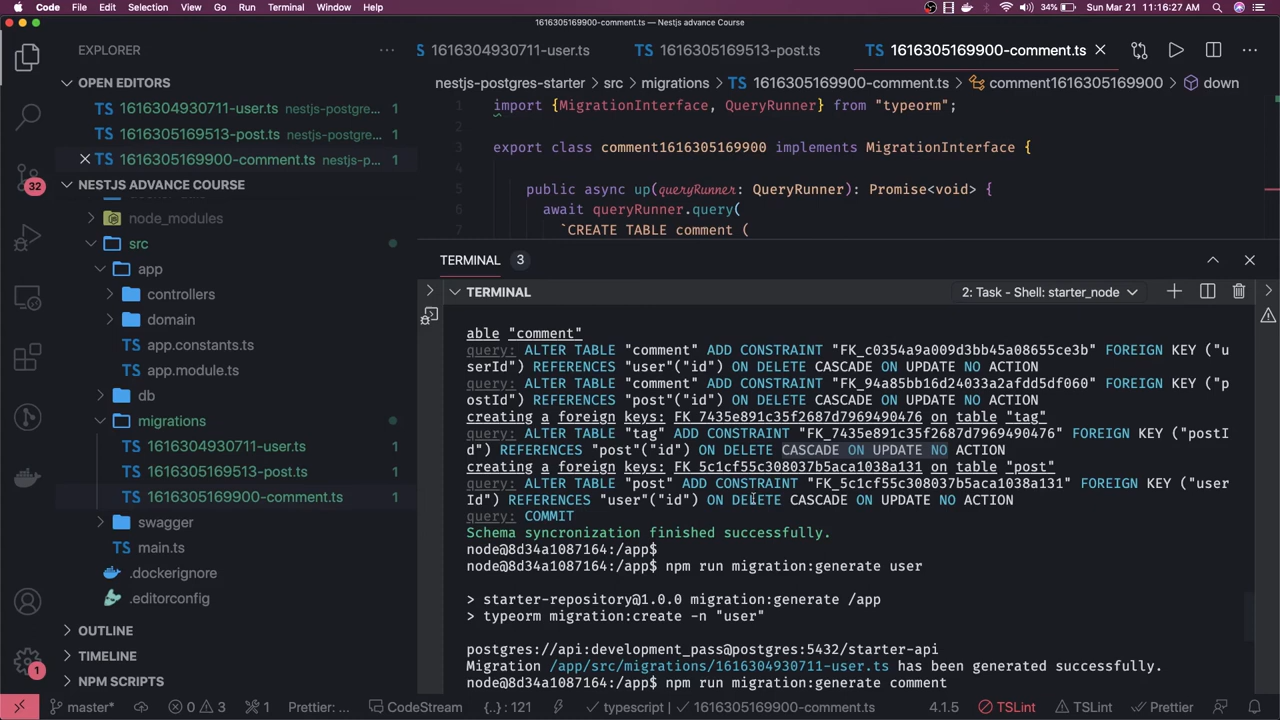 Code File Edit Selection View Go Run Terminal Window Help 34% Sun Mar 21 11:16:27 AM
1616305169900-comment.ts — Nestjs advance Course
EXPLORER
1616304930711-user.ts 1616305169513-post.ts 1616305169900-comment.ts
OPEN EDITORS
nestjs-postgres-starter > src > migrations > 1616305169900-comment.ts > comment1616305169900 > down
1616304930711-user.ts nestjs-postgre... 1
1616305169513-post.ts nestjs-postgres... 1
1616305169900-comment.ts nestjs-p... 1
NESTJS ADVANCE COURSE
32
node_modules
src
app
controllers
domain
app.constants.ts
app.module.ts
db
migrations
1616304930711-user.ts
1616305169513-post.ts
1616305169900-comment.ts
swagger
main.ts
.dockerignore
.editorconfig
OUTLINE
TIMELINE
NPM SCRIPTS
1
1 import {MigrationInterface, QueryRunner} from "typeorm";
2
3 export class comment1616305169900 implements MigrationInterface {
4
5 public async up(queryRunner: QueryRunner): Promise<void> {
6 await queryRunner.query(
7 `CREATE TABLE comment (
TERMINAL 3
TERMINAL 2: Task - Shell: starter_node
able "comment"
query: ALTER TABLE "comment" ADD CONSTRAINT "FK_c0354a9a009d3bb45a08655ce3b" FOREIGN KEY ("u
serId") REFERENCES "user"("id") ON DELETE CASCADE ON UPDATE NO ACTION
query: ALTER TABLE "comment" ADD CONSTRAINT "FK_94a85bb16d24033a2afdd5df060" FOREIGN KEY ("p
ostId") REFERENCES "post"("id") ON DELETE CASCADE ON UPDATE NO ACTION
creating a foreign keys: FK_7435e891c35f2687d7969490476 on table "tag"
query: ALTER TABLE "tag" ADD CONSTRAINT "FK_7435e891c35f2687d7969490476" FOREIGN KEY ("postI
d") REFERENCES "post"("id") ON DELETE CASCADE ON UPDATE NO ACTION
creating a foreign keys: FK_5c1cf55c308037b5aca1038a131 on table "post"
query: ALTER TABLE "post" ADD CONSTRAINT "FK_5c1cf55c308037b5aca1038a131" FOREIGN KEY ("user
Id") REFERENCES "user"("id") ON DELETE CASCADE ON UPDATE NO ACTION
query: COMMIT
Schema syncronization finished successfully.
node@8d34a1087164:/app$
node@8d34a1087164:/app$ npm run migration:generate user
> starter-repository@1.0.0 migration:generate /app
> typeorm migration:create -n "user"
postgres://api:development_pass@postgres:5432/starter-api
Migration /app/src/migrations/1616304930711-user.ts has been generated successfully.
node@8d34a1087164:/app$ npm run migration:generate comment
master* 0 3 1 Prettier: ... CodeStream {..} : 121 typescript | 1616305169900-comment.ts 4.1.5 TSLint TSLint Prettier